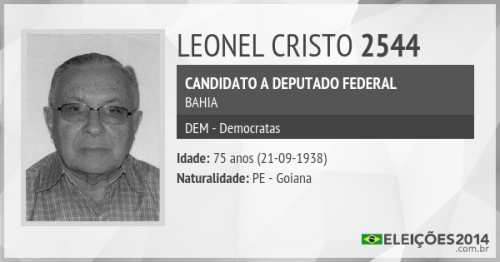 LEONEL CRISTO 2544
CANDIDATO A DEPUTADO FEDERAL
BAHIA
DEM - Democratas
Idade: 75 anos (21-09-1938)
Naturalidade: PE - Goiana
ELEIÇÕES2014
.com.br